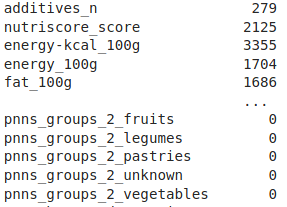 additives_n 279
nutriscore_score 2125
energy-kcal_100g 3355
energy_100g 1704
fat_100g 1686
...
pnns_groups_2_fruits 0
pnns_groups_2_legumes 0
pnns_groups_2_pastries 0
pnns_groups_2_unknown 0
pnns_groups_2_vegetables 0